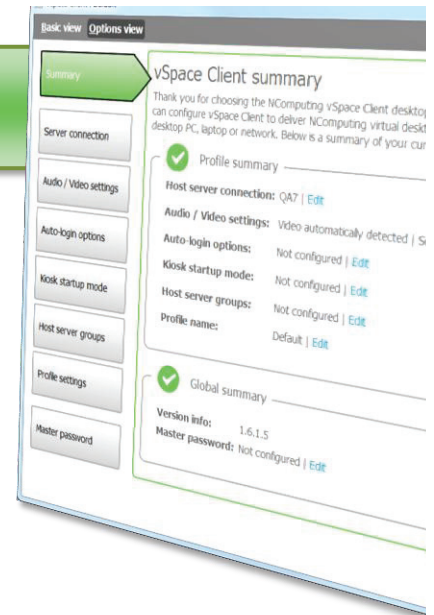 Basic view Options view
Summary
Server connection
Audio / Video settings
Auto-login options
Kiosk startup mode
Host server groups
Profile settings
Master password
vSpace Client summary
Thank you for choosing the NComputing vSpace Client desktop
can configure vSpace Client to deliver NComputing virtual deskt
desktop PC, laptop or network. Below is a summary of your cur
Profile summary
Host server connection: QA7 | Edit
Audio / Video settings: Video automatically detected | S
Auto-login options: Not configured | Edit
Kiosk startup mode: Not configured | Edit
Host server groups: Not configured | Edit
Profile name: Default | Edit
Global summary
Version info: 1.6.1.5
Master password: Not configured | Edit